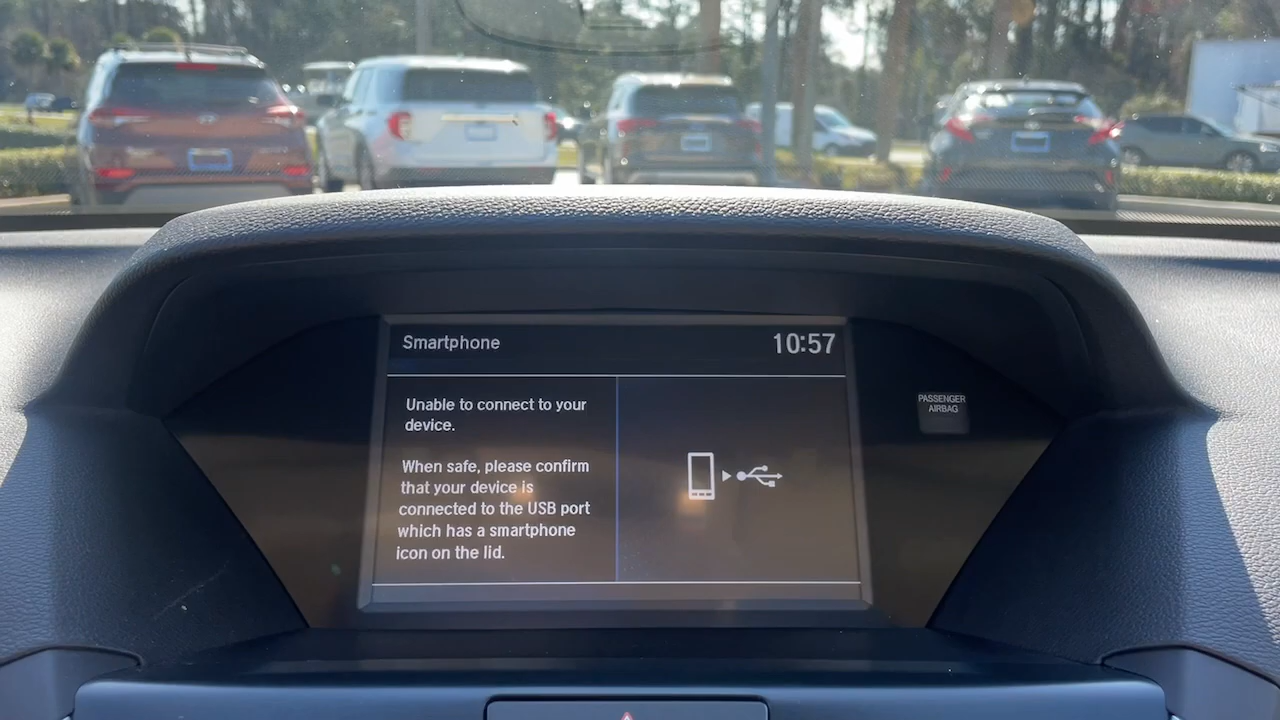 Smartphone
10:57
Unable to connect to your
device.
When safe, please confirm
that your device is
connected to the USB port
which has a smartphone
icon on the lid.
PASSENGER
AIRBAG